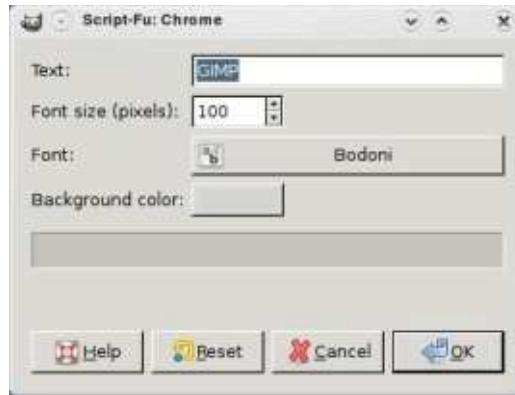 Script-Fu: Chrome
Text: GIMP
Font size (pixels): 100
Font: Bodoni
Background color:
Help Reset Cancel OK